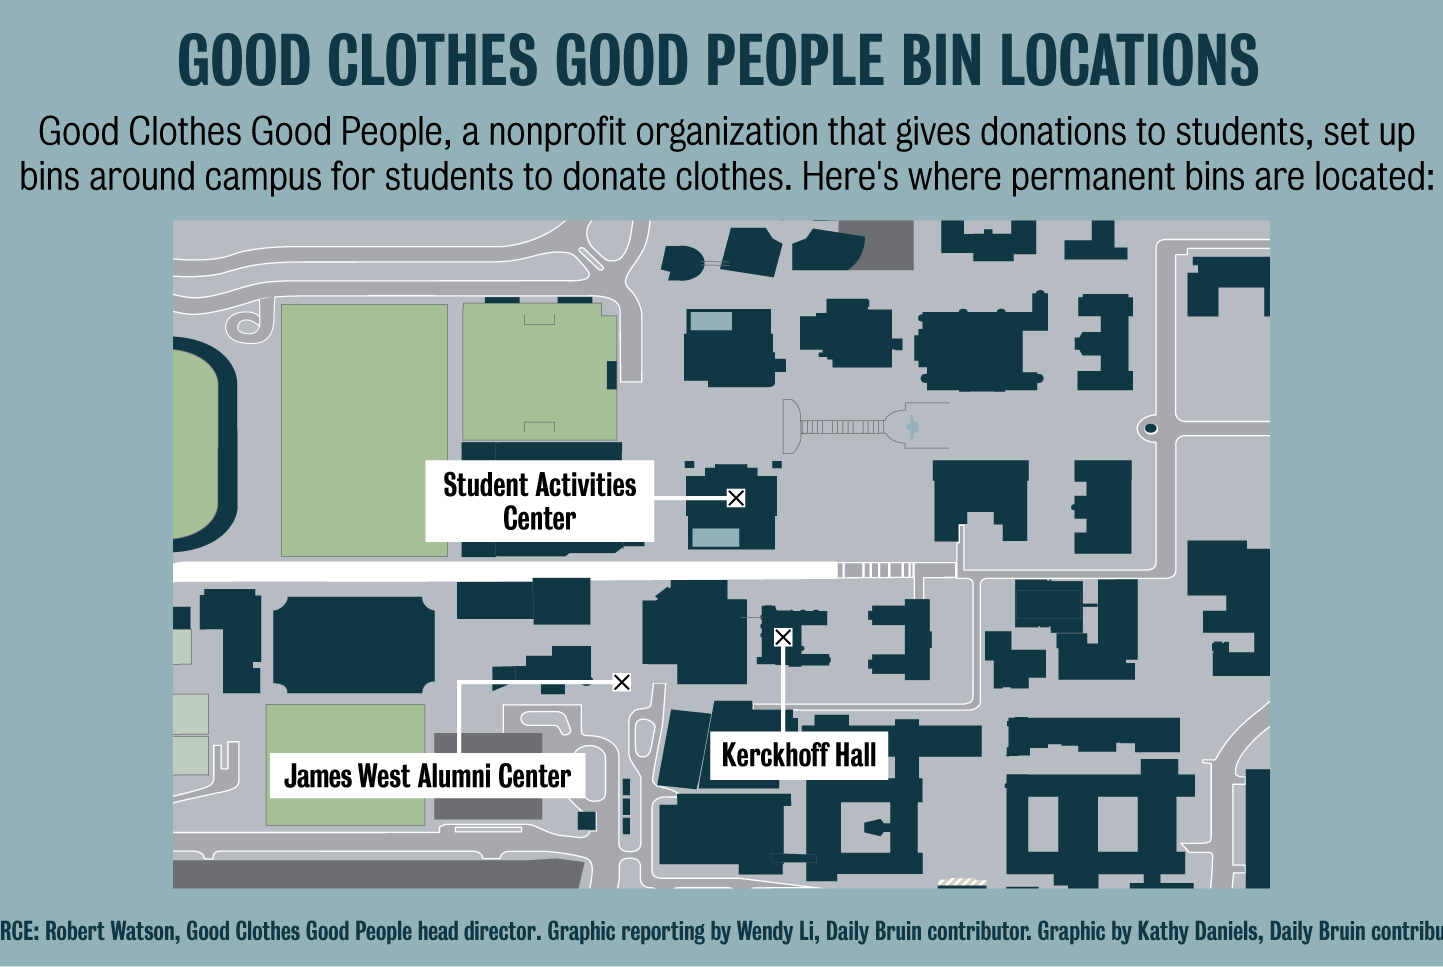 GOOD CLOTHES GOOD PEOPLE BIN LOCATIONS
Good Clothes Good People, a nonprofit organization that gives donations to students, set up
bins around campus for students to donate clothes. Here's where permanent bins are located:
Student Activities
Center
Kerckhoff Hall
James West Alumni Center
RCE: Robert Watson, Good Clothes Good People head director. Graphic reporting by Wendy Li, Daily Bruin contributor. Graphic by Kathy Daniels, Daily Bruin contribu